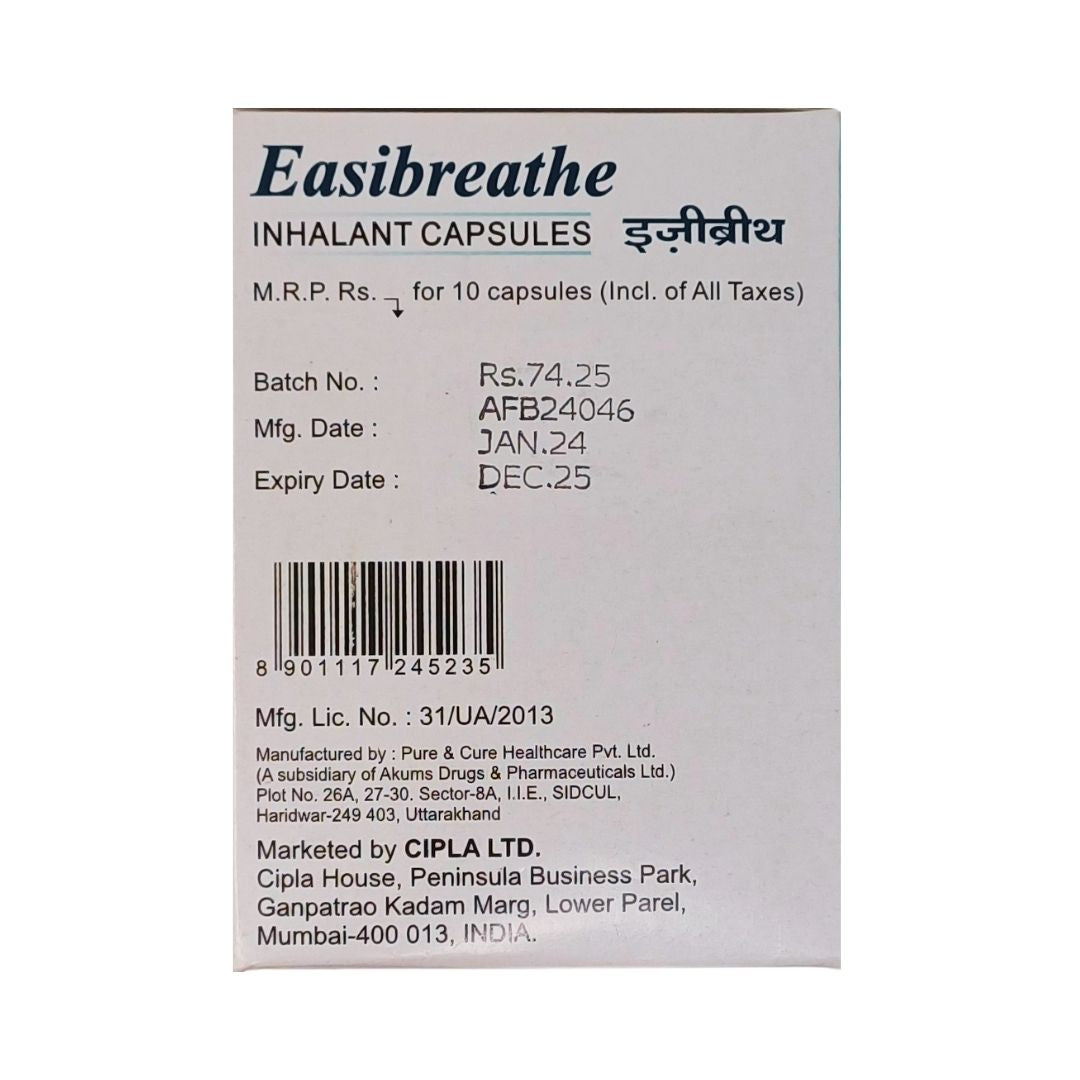 Easibreathe
INHALANT CAPSULES इज़ीब्रीथ
M.R.P. Rs. for 10 capsules (Incl. of All Taxes)
Rs.74.25
Batch No. : AFB24046
Mfg. Date : JAN.24
Expiry Date : DEC.25
8 901117 245235
Mfg. Lic. No. : 31/UA/2013
Manufactured by : Pure & Cure Healthcare Pvt. Ltd.
(A subsidiary of Akums Drugs & Pharmaceuticals Ltd.)
Plot No. 26A, 27-30. Sector-8A, I.I.E., SIDCUL,
Haridwar-249 403, Uttarakhand
Marketed by CIPLA LTD.
Cipla House, Peninsula Business Park,
Ganpatrao Kadam Marg, Lower Parel,
Mumbai-400 013, INDIA.